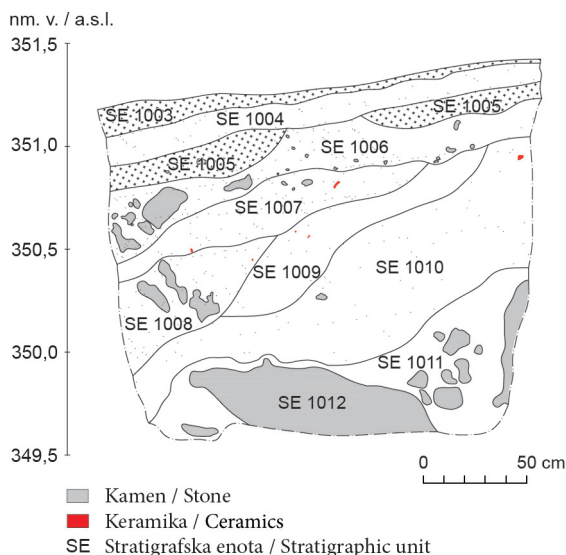 nm. v. / a.s.l.
351,5
SE 1003
SE 1004
SE 1005
351,0
SE 1006
SE 1005
SE 1007
350,5
SE 1009
SE 1010
SE 1008
350,0
SE 1011
SE 1012
349,5
0 50 cm
Kamen / Stone
Keramika / Ceramics
SE Stratigrafska enota / Stratigraphic unit